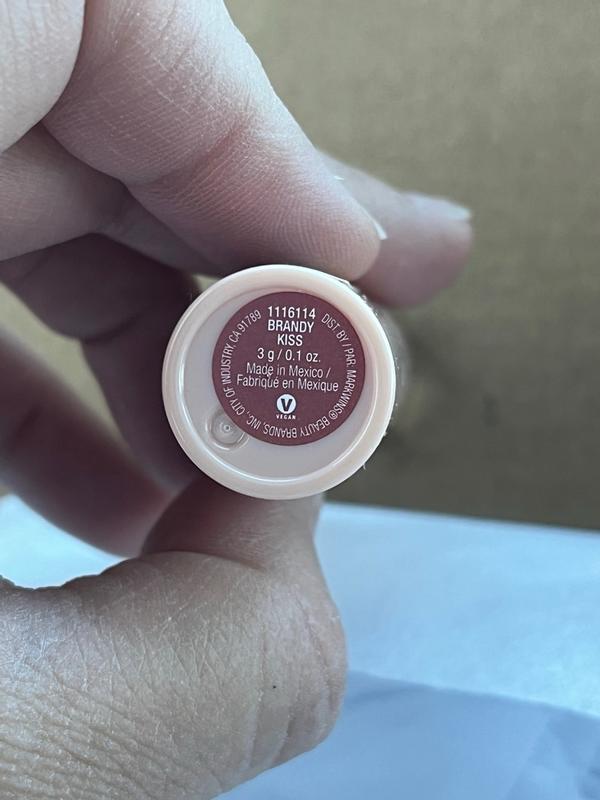 1116114
BRANDY
KISS
3 g / 0.1 oz.
Made in Mexico /
Fabriqué en Mexique
V
VEGAN
DIST. BY / PAR: MARKWINS® BEAUTY BRANDS, INC. CITY OF INDUSTRY, CA 91789